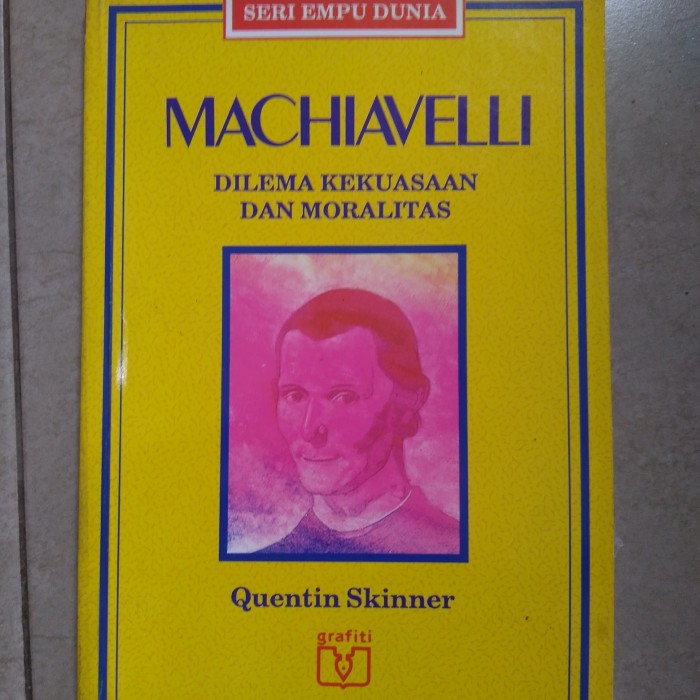 SERI EMPU DUNIA
MACHIAVELLI
DILEMA KEKUASAAN
DAN MORALITAS
Quentin Skinner
grafiti